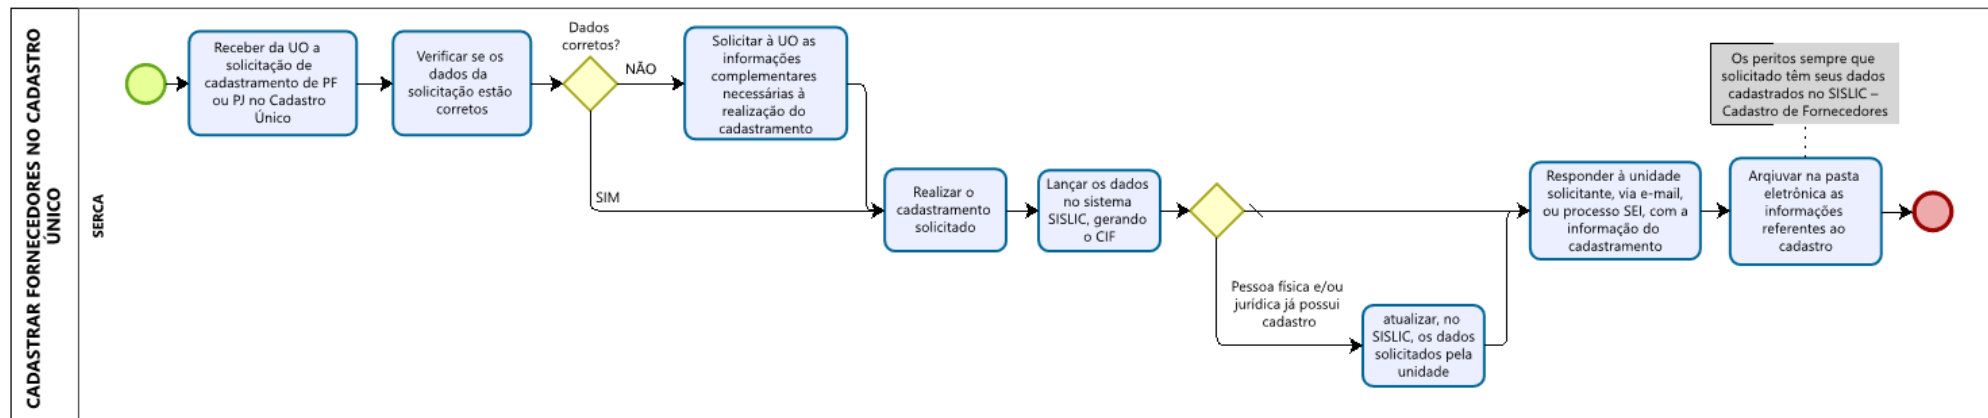 CADASTRAR FORNECEDORES NO CADASTRO
ÚNICO
SERCA
Receber da UO a
solicitação de
cadastramento de PF
ou PJ no Cadastro
Único
Verificar se os
dados da
solicitação estão
corretos
Dados
corretos?
NÃO
SIM
Solicitar à UO as
informações
complementares
necessárias à
realização do
cadastramento
Realizar o
cadastramento
solicitado
Lançar os dados
no sistema
SISLIC, gerando
o CIF
Pessoa física e/ou
jurídica já possui
cadastro
atualizar, no
SISLIC, os dados
solicitados pela
unidade
Responder à unidade
solicitante, via e-mail,
ou processo SEI, com a
informação do
cadastramento
Os peritos sempre que
solicitado têm seus dados
cadastrados no SISLIC –
Cadastro de Fornecedores
Arqiuvar na pasta
eletrônica as
informações
referentes ao
cadastro